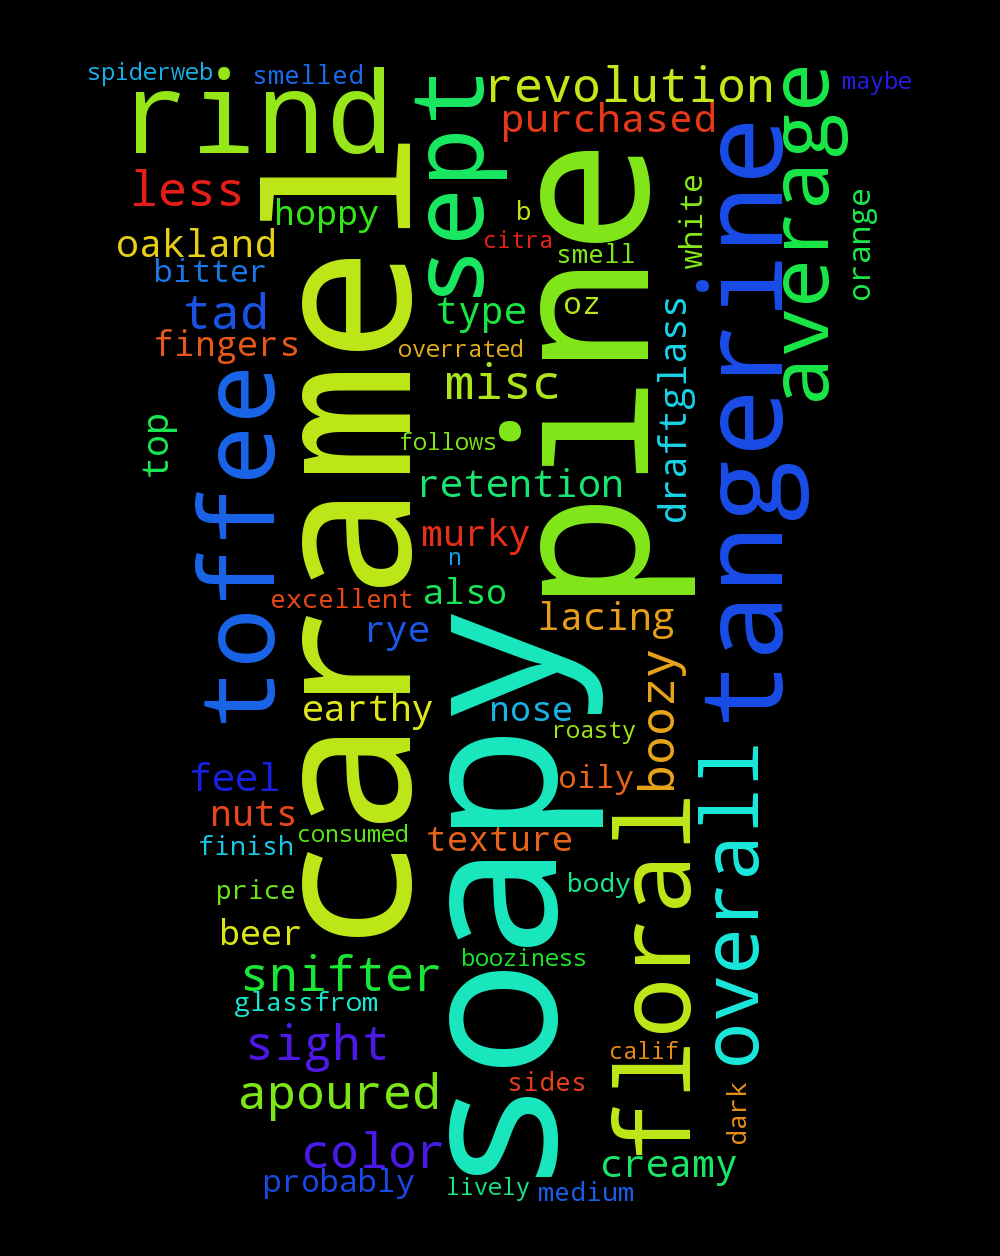 spiderweb
smelled
rind
revolution
purchased
average
maybe
less
caramel
hoppy
sept
b
citra
smell
pine
white
tangerine
orange
oakland
bitter
tad
fingers
type
oz
overrated
misc
draftglass
toffee
top
follows
retention
murky
n
excellent
also
rye
lacing
soapy
boozy
earthy
nose
roasty
feel
oily
overall
nuts
consumed
texture
finish
floral
price
body
beer
snifter
booziness
glassfrom
sight
calif
apoured
sides
dark
color
creamy
probably
lively
medium